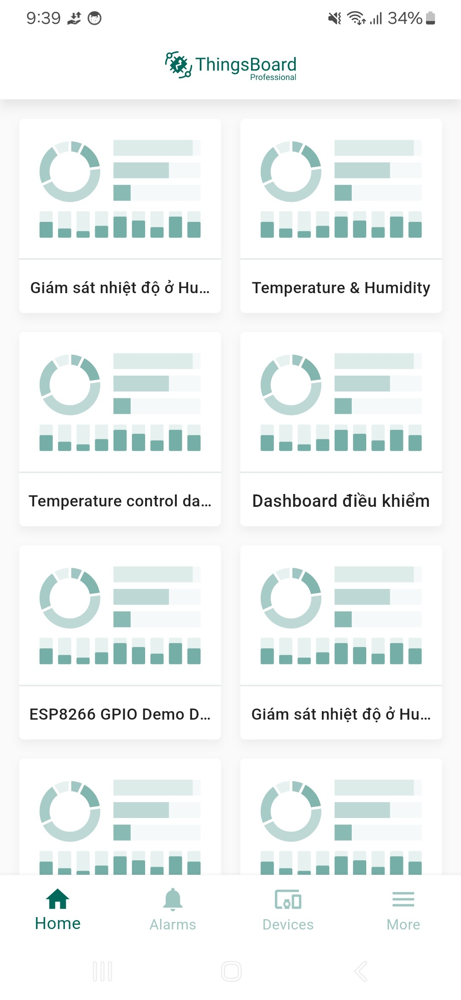 9:39
34%
ThingsBoard
Professional
Giám sát nhiệt độ ở Hu...
Temperature & Humidity
Temperature control da...
Dashboard điều khiểm
ESP8266 GPIO Demo D...
Giám sát nhiệt độ ở Hu...
Home
Alarms
Devices
More